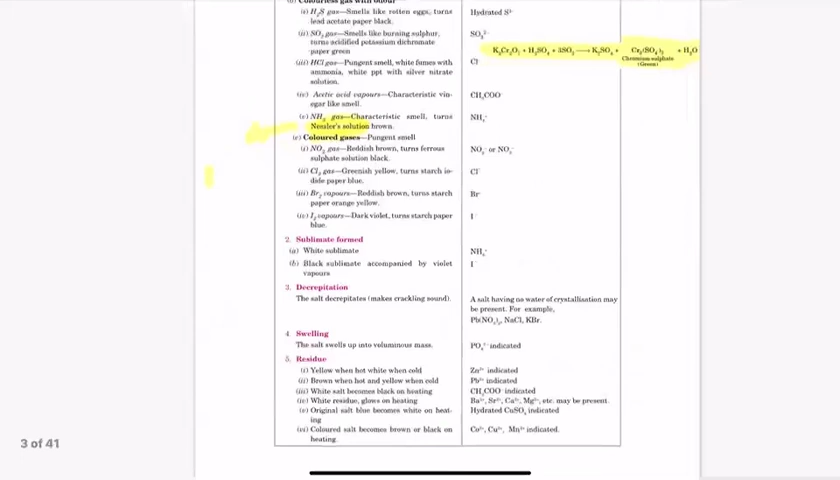 (b) Colourless gas with odour
(i) H₂S gas—Smells like rotten eggs, turns Hydrated S²⁻
lead acetate paper black.
(ii) SO₂ gas—Smells like burning sulphur, SO₃²⁻
turns acidified potassium dichromate
paper green
K₂Cr₂O₇ + H₂SO₄ + 3SO₂ ⟶ K₂SO₄ + Cr₂(SO₄)₃ + H₂O
Chromium sulphate
(Green)
(iii) HCl gas—Pungent smell, white fumes with Cl⁻
ammonia, white ppt with silver nitrate
solution.
(iv) Acetic acid vapours—Characteristic vin- CH₃COO⁻
egar like smell.
(v) NH₃ gas—Characteristic smell, turns NH₄⁺
Nessler's solution brown.
(c) Coloured gases—Pungent smell
(i) NO₂ gas—Reddish brown, turns ferrous NO₂⁻ or NO₃⁻
sulphate solution black.
(ii) Cl₂ gas—Greenish yellow, turns starch io- Cl⁻
dide paper blue.
(iii) Br₂ vapours—Reddish brown, turns starch Br⁻
paper orange yellow.
(iv) I₂ vapours—Dark violet, turns starch paper I⁻
blue.
2. Sublimate formed
(a) White sublimate NH₄⁺
(b) Black sublimate accompanied by violet I⁻
vapours
3. Decrepitation
The salt decrepitates (makes crackling sound). A salt having no water of crystallisation may
be present. For example,
Pb(NO₃)₂, NaCl, KBr.
4. Swelling
The salt swells up into voluminous mass. PO₄³⁻ indicated
5. Residue
(i) Yellow when hot white when cold Zn²⁺ indicated
(ii) Brown when hot and yellow when cold Pb²⁺ indicated
(iii) White salt becomes black on heating CH₃COO⁻ indicated
(iv) White residue, glows on heating Ba²⁺, Sr²⁺, Ca²⁺, Mg²⁺, etc. may be present.
(v) Original salt blue becomes white on heat- Hydrated CuSO₄ indicated
ing
(vi) Coloured salt becomes brown or black on Co²⁺, Cu²⁺, Mn²⁺ indicated.
heating.
3 of 41